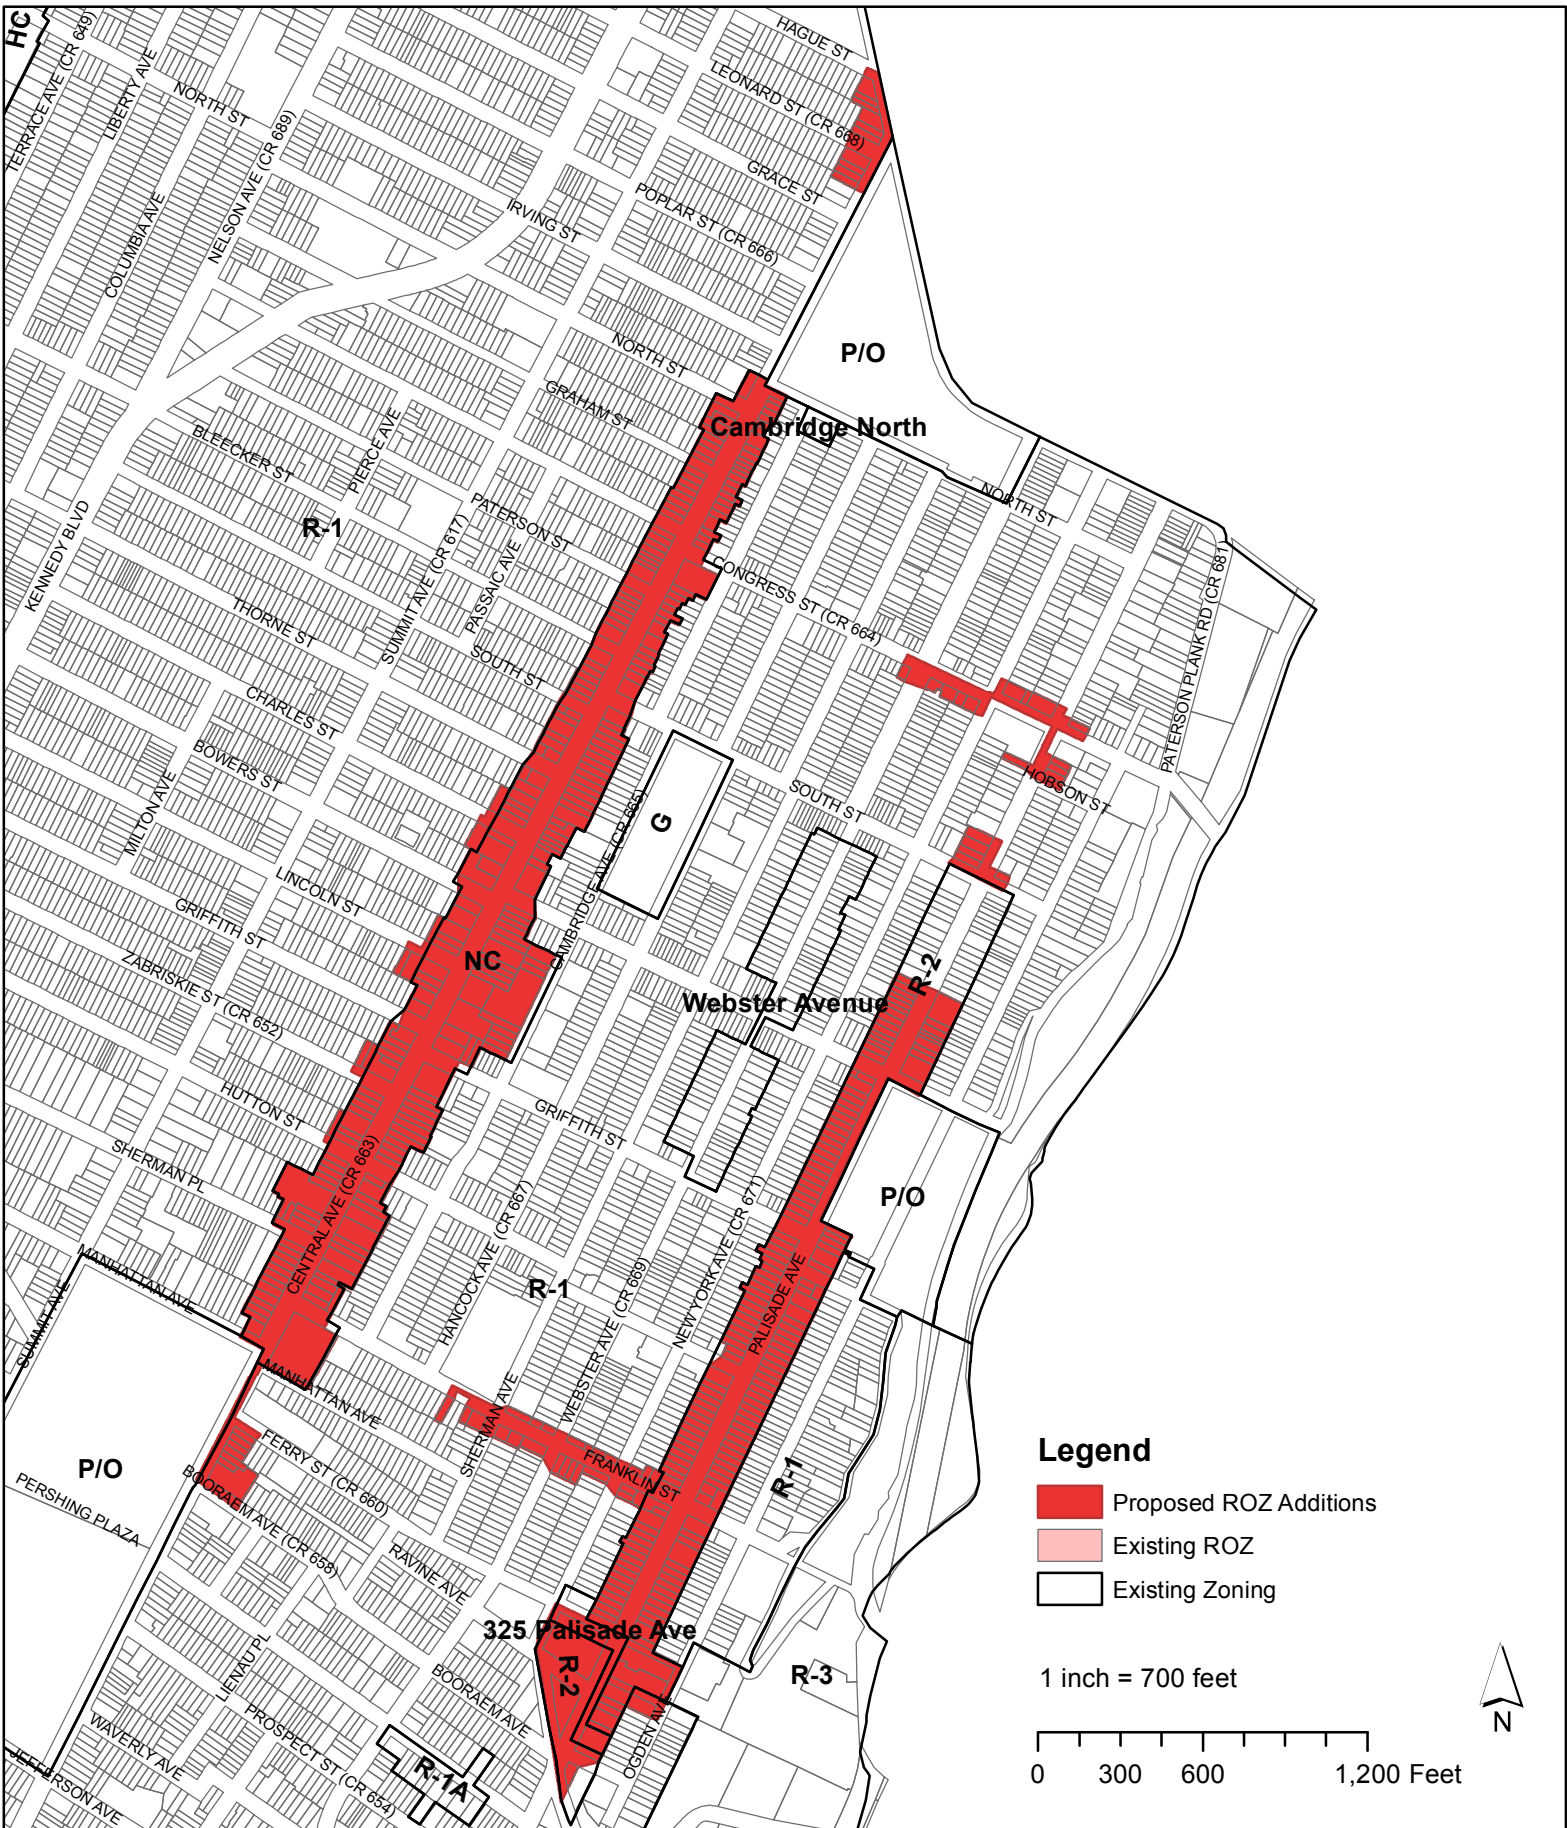 HC
TERRACE AVE (CR 649)
LIBERTY AVE
NORTH ST
COLUMBIA AVE
NELSON AVE (CR 689)
HAGUE ST
LEONARD ST (CR 668)
GRACE ST
POPLAR ST (CR 666)
IRVING ST
P/O
NORTH ST
GRAHAM ST
Cambridge North
BLEECKER ST
PIERCE AVE
R-1
PATERSON ST
NORTH ST
KENNEDY BLVD
SUMMIT AVE (CR 617)
PASSAIC AVE
CONGRESS ST (CR 664)
PATERSON PLANK RD (CR 681)
THORNE ST
SOUTH ST
CHARLES ST
BOWERS ST
HOBSON ST
SOUTH ST
MILTON AVE
G
CAMBRIDGE AVE (CR 665)
LINCOLN ST
GRIFFITH ST
NC
R-2
ZABRISKIE ST (CR 652)
Webster Avenue
HUTTON ST
GRIFFITH ST
SHERMAN PL
CENTRAL AVE (CR 663)
P/O
HANCOCK AVE (CR 667)
NEW YORK AVE (CR 671)
MANHATTAN AVE
R-1
WEBSTER AVE (CR 669)
PALISADE AVE
SUMMIT AVE
MANHATTAN AVE
SHERMAN AVE
FRANKLIN ST
R-1
P/O
FERRY ST (CR 660)
PERSHING PLAZA
BOORAEM AVE (CR 658)
RAVINE AVE
325 Palisade Ave
R-2
R-3
LIENAU PL
BOORAEM AVE
OGDEN AVE
PROSPECT ST (CR 654)
WAVERLY AVE
JEFFERSON AVE
R-1A
Legend
Proposed ROZ Additions
Existing ROZ
Existing Zoning
1 inch = 700 feet
N
0 300 600 1,200 Feet